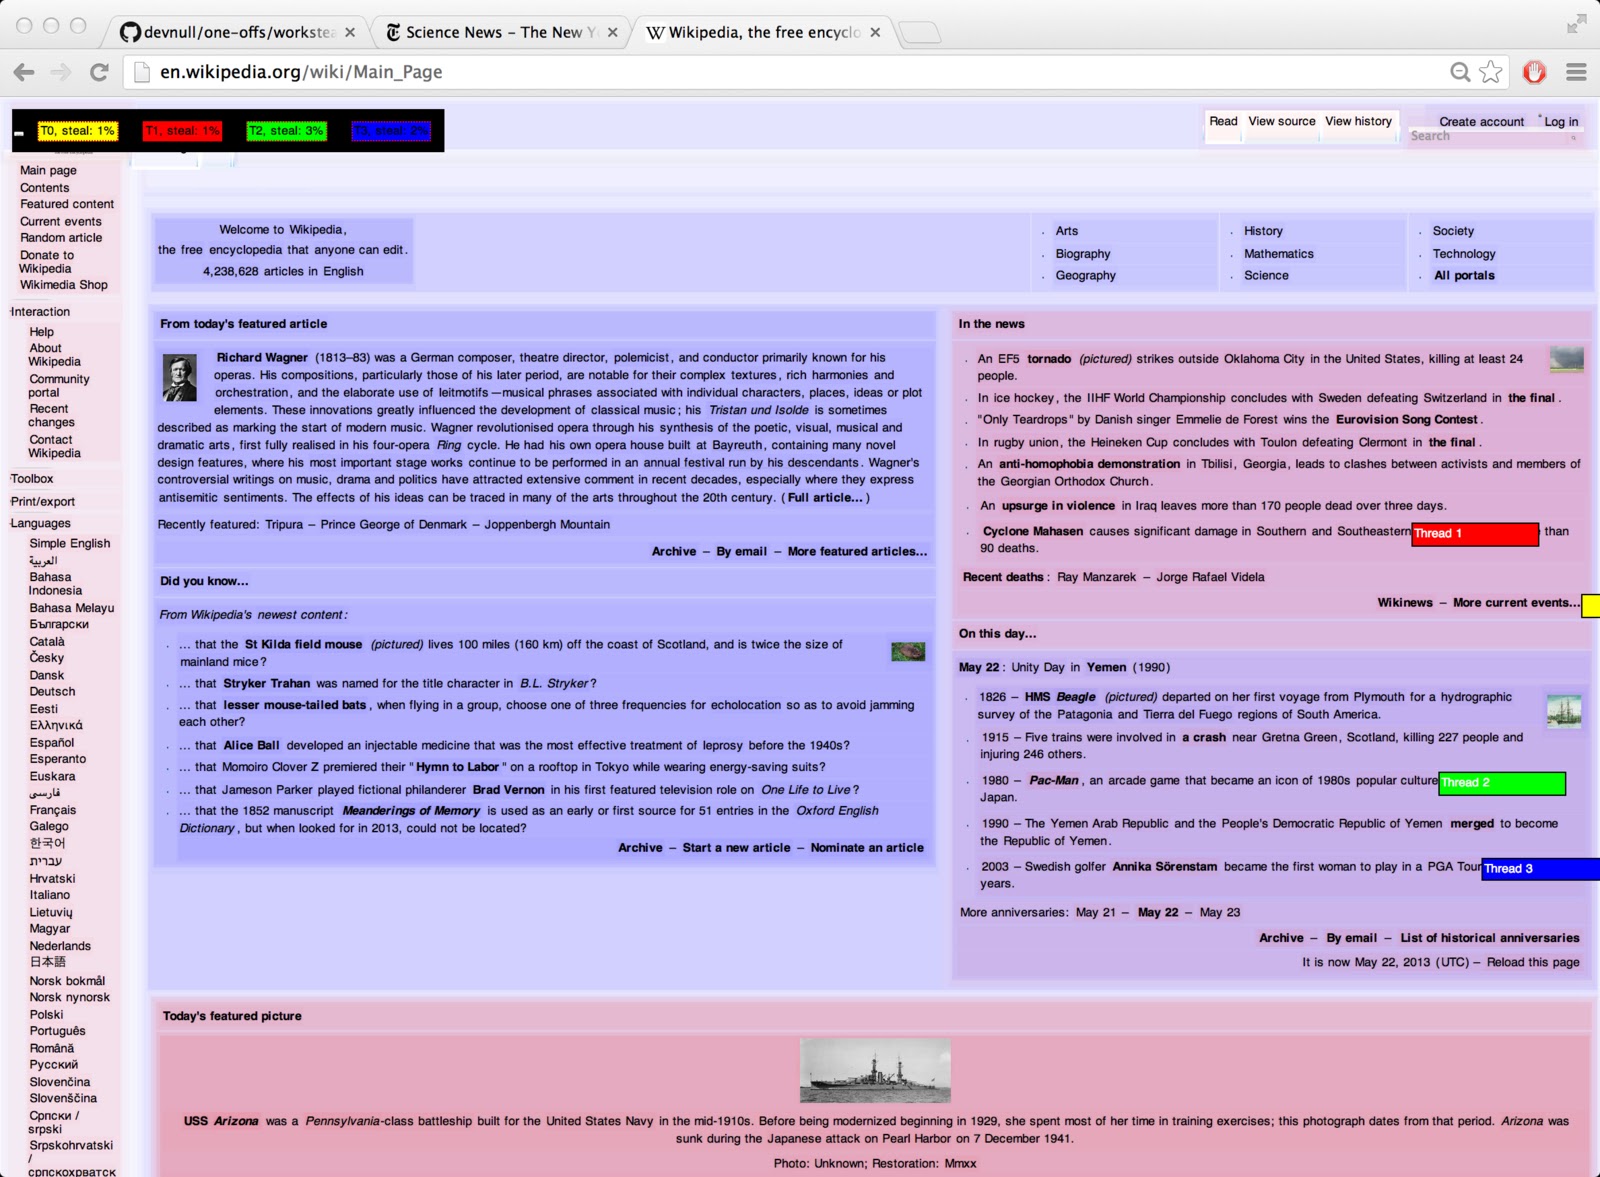 devnull/one-offs/workstea
Science News - The New Y
Wikipedia, the free encyclo
en.wikipedia.org/wiki/Main_Page
T0, steal: 1% T1, steal: 1% T2, steal: 3% T3, steal: 2%
Read View source View history
Create account Log in
Search
Main page
Contents
Featured content
Current events
Random article
Donate to
Wikipedia
Wikimedia Shop
Interaction
Help
About
Wikipedia
Community
portal
Recent
changes
Contact
Wikipedia
Toolbox
Print/export
Languages
Simple English
العربية
Bahasa
Indonesia
Bahasa Melayu
Български
Català
Česky
Dansk
Deutsch
Eesti
Ελληνικά
Español
Esperanto
Euskara
فارسی
Français
Galego
한국어
עברית
Hrvatski
Italiano
Lietuvių
Magyar
Nederlands
日本語
Norsk bokmål
Norsk nynorsk
Polski
Português
Română
Русский
Slovenčina
Slovenščina
Српски /
srpski
Srpskohrvatski
/
српскохрватск
Welcome to Wikipedia,
the free encyclopedia that anyone can edit.
4,238,628 articles in English
Arts
Biography
Geography
History
Mathematics
Science
Society
Technology
All portals
From today's featured article
Richard Wagner (1813–83) was a German composer, theatre director, polemicist, and conductor primarily known for his
operas. His compositions, particularly those of his later period, are notable for their complex textures, rich harmonies and
orchestration, and the elaborate use of leitmotifs—musical phrases associated with individual characters, places, ideas or plot
elements. These innovations greatly influenced the development of classical music; his Tristan und Isolde is sometimes
described as marking the start of modern music. Wagner revolutionised opera through his synthesis of the poetic, visual, musical and
dramatic arts, first fully realised in his four-opera Ring cycle. He had his own opera house built at Bayreuth, containing many novel
design features, where his most important stage works continue to be performed in an annual festival run by his descendants. Wagner's
controversial writings on music, drama and politics have attracted extensive comment in recent decades, especially where they express
antisemitic sentiments. The effects of his ideas can be traced in many of the arts throughout the 20th century. (Full article...)
Recently featured: Tripura – Prince George of Denmark – Joppenbergh Mountain
Archive – By email – More featured articles...
Did you know...
From Wikipedia's newest content:
... that the St Kilda field mouse (pictured) lives 100 miles (160 km) off the coast of Scotland, and is twice the size of
mainland mice?
... that Stryker Trahan was named for the title character in B.L. Stryker?
... that lesser mouse-tailed bats, when flying in a group, choose one of three frequencies for echolocation so as to avoid jamming
each other?
... that Alice Ball developed an injectable medicine that was the most effective treatment of leprosy before the 1940s?
... that Momoiro Clover Z premiered their "Hymn to Labor" on a rooftop in Tokyo while wearing energy-saving suits?
... that Jameson Parker played fictional philanderer Brad Vernon in his first featured television role on One Life to Live?
... that the 1852 manuscript Meanderings of Memory is used as an early or first source for 51 entries in the Oxford English
Dictionary, but when looked for in 2013, could not be located?
Archive – Start a new article – Nominate an article
In the news
An EF5 tornado (pictured) strikes outside Oklahoma City in the United States, killing at least 24
people.
In ice hockey, the IIHF World Championship concludes with Sweden defeating Switzerland in the final.
"Only Teardrops" by Danish singer Emmelie de Forest wins the Eurovision Song Contest.
In rugby union, the Heineken Cup concludes with Toulon defeating Clermont in the final.
An anti-homophobia demonstration in Tbilisi, Georgia, leads to clashes between activists and members of
the Georgian Orthodox Church.
An upsurge in violence in Iraq leaves more than 170 people dead over three days.
Cyclone Mahasen causes significant damage in Southern and Southeastern Thread 1 than
90 deaths.
Recent deaths: Ray Manzarek – Jorge Rafael Videla
Wikinews – More current events...
On this day...
May 22: Unity Day in Yemen (1990)
1826 – HMS Beagle (pictured) departed on her first voyage from Plymouth for a hydrographic
survey of the Patagonia and Tierra del Fuego regions of South America.
1915 – Five trains were involved in a crash near Gretna Green, Scotland, killing 227 people and
injuring 246 others.
1980 – Pac-Man, an arcade game that became an icon of 1980s popular culture Thread 2
Japan.
1990 – The Yemen Arab Republic and the People's Democratic Republic of Yemen merged to become
the Republic of Yemen.
2003 – Swedish golfer Annika Sörenstam became the first woman to play in a PGA Tour Thread 3
years.
More anniversaries: May 21 – May 22 – May 23
Archive – By email – List of historical anniversaries
It is now May 22, 2013 (UTC) – Reload this page
Today's featured picture
USS Arizona was a Pennsylvania-class battleship built for the United States Navy in the mid-1910s. Before being modernized beginning in 1929, she spent most of her time in training exercises; this photograph dates from that period. Arizona was
sunk during the Japanese attack on Pearl Harbor on 7 December 1941.
Photo: Unknown; Restoration: Mmxx